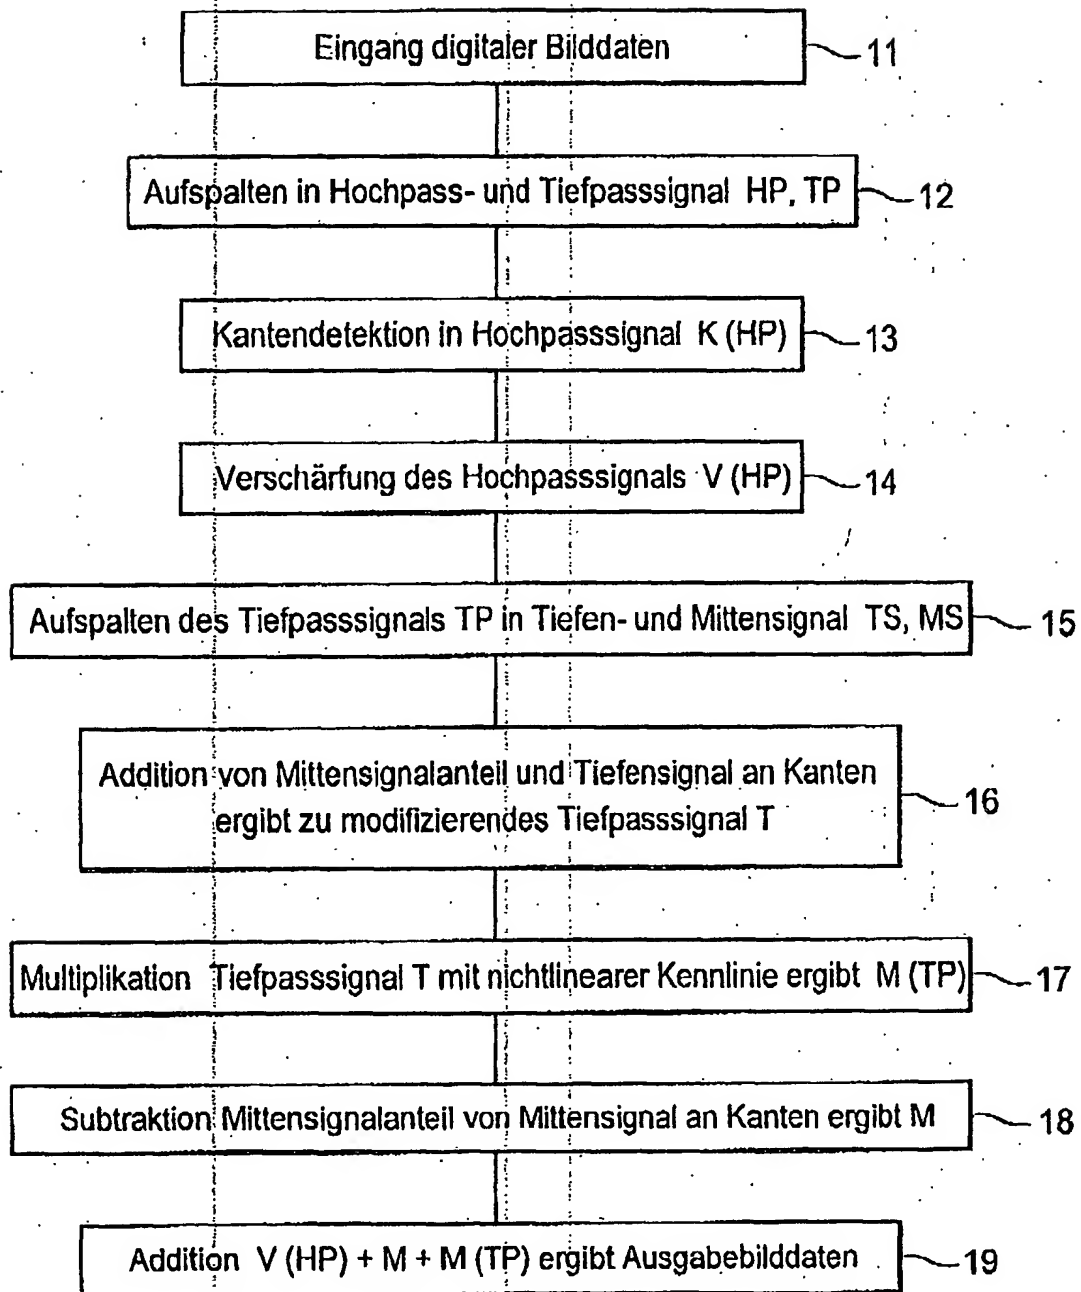 Eingang digitaler Bilddaten 11
Aufspalten in Hochpass- und Tiefpasssignal HP, TP 12
Kantendetektion in Hochpasssignal K (HP) 13
Verschärfung des Hochpasssignals V (HP) 14
Aufspalten des Tiefpasssignals TP in Tiefen- und Mittensignal TS, MS 15
Addition von Mittensignalanteil und Tiefensignal an Kanten
ergibt zu modifizierendes Tiefpasssignal T 16
Multiplikation Tiefpasssignal T mit nichtlinearer Kennlinie ergibt M (TP) 17
Subtraktion Mittensignalanteil von Mittensignal an Kanten ergibt M 18
Addition V (HP) + M + M (TP) ergibt Ausgabebilddaten 19